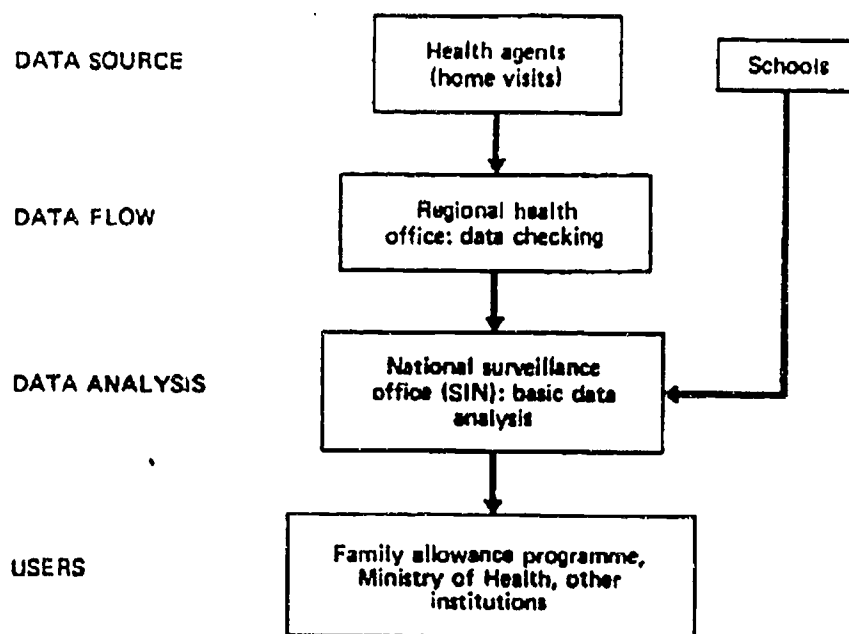 DATA SOURCE
Health agents
(home visits)
Schools
DATA FLOW
Regional health
office: data checking
DATA ANALYSIS
National surveillance
office (SIN): basic data
analysis
USERS
Family allowance programme,
Ministry of Health, other
institutions